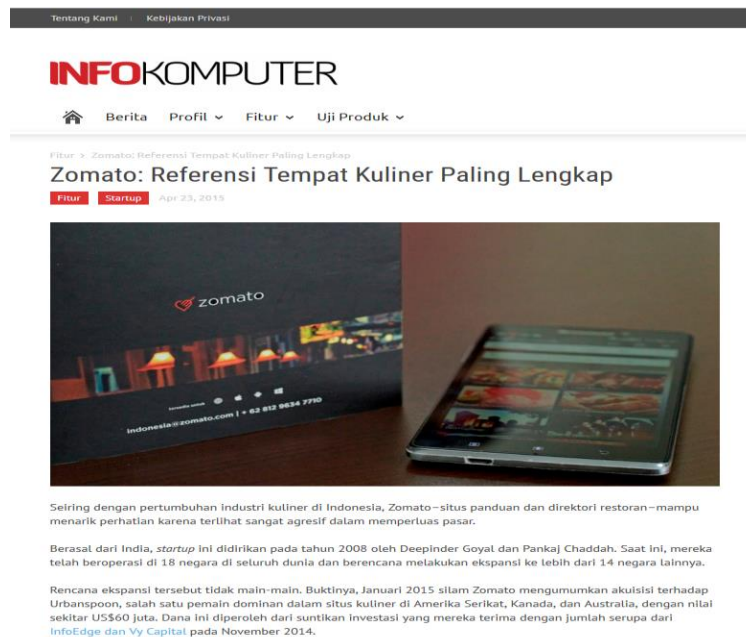 Tentang Kami | Kebijakan Privasi
INFOKOMPUTER
Berita Profil Fitur Uji Produk
Fitur > Zomato: Referensi Tempat Kuliner Paling Lengkap
Zomato: Referensi Tempat Kuliner Paling Lengkap
Fitur Startup Apr 23, 2015
zomato
tersedia untuk
indonesia@zomato.com | + 62 812 9634 7710
Seiring dengan pertumbuhan industri kuliner di Indonesia, Zomato–situs panduan dan direktori restoran–mampu
menarik perhatian karena terlihat sangat agresif dalam memperluas pasar.
Berasal dari India, startup ini didirikan pada tahun 2008 oleh Deepinder Goyal dan Pankaj Chaddah. Saat ini, mereka
telah beroperasi di 18 negara di seluruh dunia dan berencana melakukan ekspansi ke lebih dari 14 negara lainnya.
Rencana ekspansi tersebut tidak main-main. Buktinya, Januari 2015 silam Zomato mengumumkan akuisisi terhadap
Urbanspoon, salah satu pemain dominan dalam situs kuliner di Amerika Serikat, Kanada, dan Australia, dengan nilai
sekitar US$60 juta. Dana ini diperoleh dari suntikan investasi yang mereka terima dengan jumlah serupa dari
InfoEdge dan Vy Capital pada November 2014.